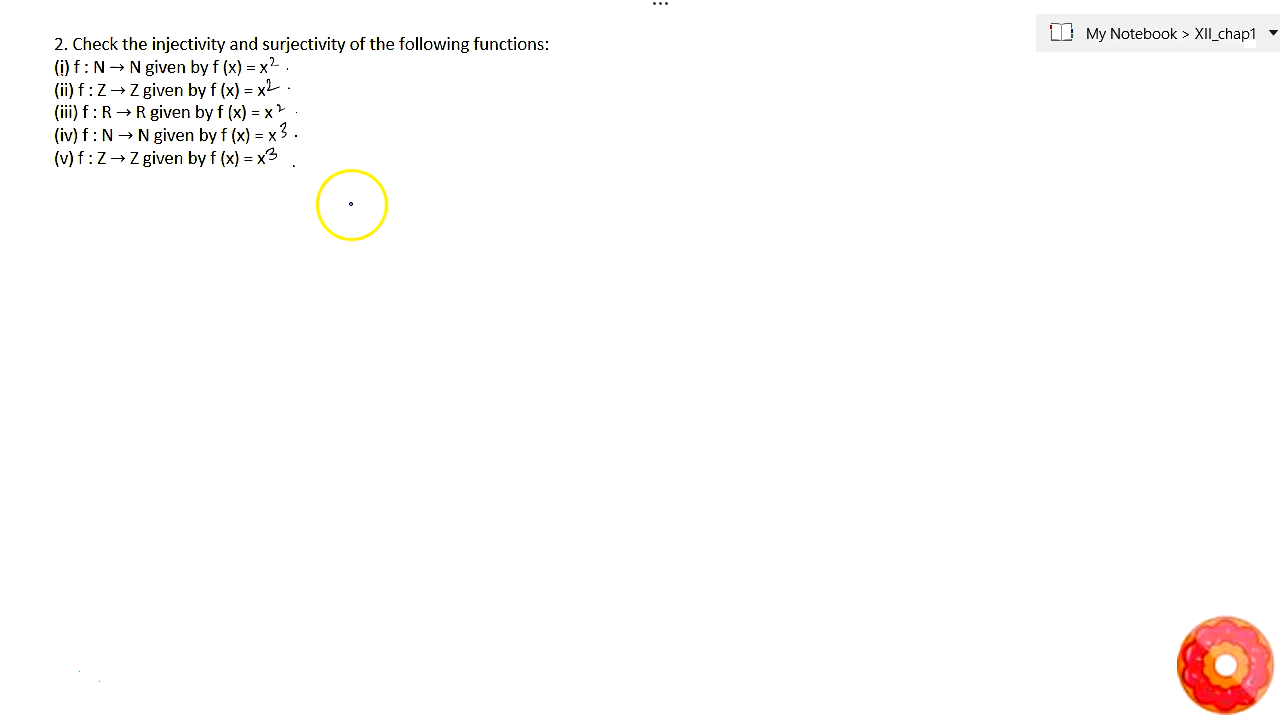 2. Check the injectivity and surjectivity of the following functions:
(i) f : N → N given by f (x) = x²
(ii) f : Z → Z given by f (x) = x²
(iii) f : R → R given by f (x) = x²
(iv) f : N → N given by f (x) = x³
(v) f : Z → Z given by f (x) = x³
My Notebook > XII_chap1